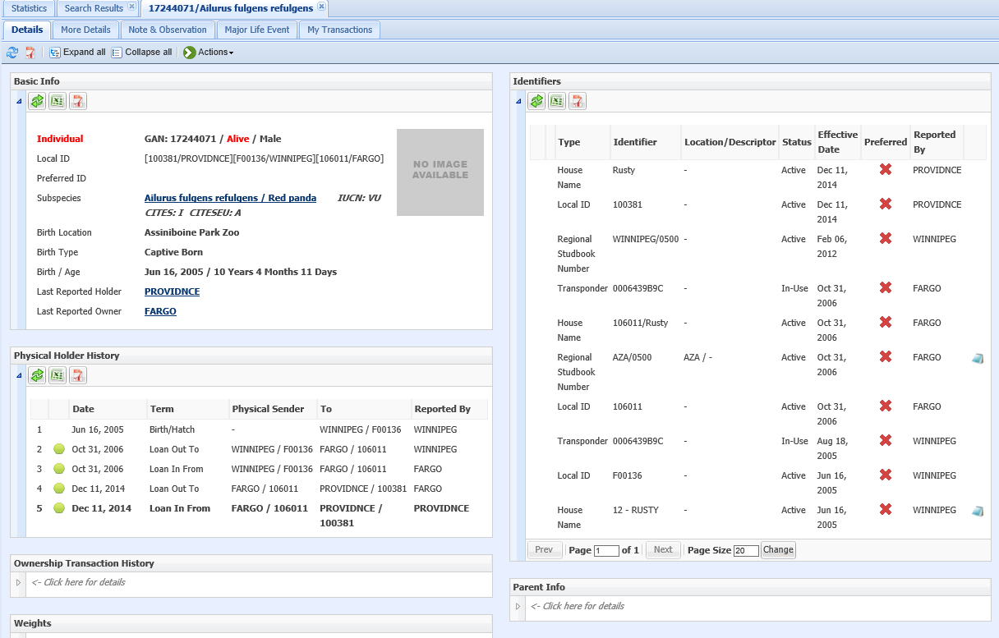 Statistics Search Results 17244071/Ailurus fulgens refulgens
Details More Details Note & Observation Major Life Event My Transactions
Expand all Collapse all Actions
Basic Info
Individual GAN: 17244071 / Alive / Male
Local ID [100381/PROVIDNCE][F00136/WINNIPEG][106011/FARGO]
Preferred ID
Subspecies Ailurus fulgens refulgens / Red panda IUCN: VU
CITES: I CITESEU: A
Birth Location Assiniboine Park Zoo
Birth Type Captive Born
Birth / Age Jun 16, 2005 / 10 Years 4 Months 11 Days
Last Reported Holder PROVIDNCE
Last Reported Owner FARGO
NO IMAGE
AVAILABLE
Physical Holder History
Date Term Physical Sender To Reported By
1 Jun 16, 2005 Birth/Hatch - WINNIPEG / F00136 WINNIPEG
2 Oct 31, 2006 Loan Out To WINNIPEG / F00136 FARGO / 106011 WINNIPEG
3 Oct 31, 2006 Loan In From WINNIPEG / F00136 FARGO / 106011 FARGO
4 Dec 11, 2014 Loan Out To FARGO / 106011 PROVIDNCE / 100381 FARGO
5 Dec 11, 2014 Loan In From FARGO / 106011 PROVIDNCE / PROVIDNCE
100381
Ownership Transaction History
<- Click here for details
Weights
Identifiers
Type Identifier Location/Descriptor Status Effective Preferred Reported
Date By
House Rusty - Active Dec 11, PROVIDNCE
Name 2014
Local ID 100381 - Active Dec 11, PROVIDNCE
2014
Regional WINNIPEG/0500 - Active Feb 06, WINNIPEG
Studbook 2012
Number
Transponder 0006439B9C - In-Use Oct 31, FARGO
2006
House 106011/Rusty - Active Oct 31, FARGO
Name 2006
Regional AZA/0500 AZA / - Active Oct 31, FARGO
Studbook 2006
Number
Local ID 106011 - Active Oct 31, FARGO
2006
Transponder 0006439B9C - In-Use Aug 18, WINNIPEG
2005
Local ID F00136 - Active Jun 16, WINNIPEG
2005
House 12 - RUSTY - Active Jun 16, WINNIPEG
Name 2005
Prev Page 1 of 1 Next Page Size 20 Change
Parent Info
<- Click here for details